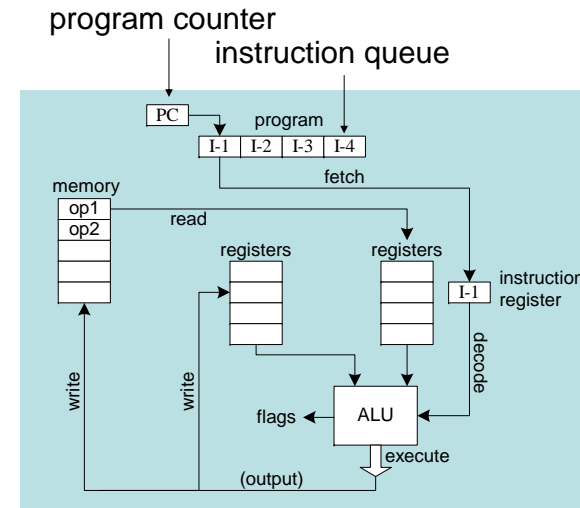 program counter
instruction queue
PC
program
I-1 I-2 I-3 I-4
fetch
memory
op1
op2
read
registers
registers
I-1
instruction
register
decode
write
write
flags
ALU
execute
(output)